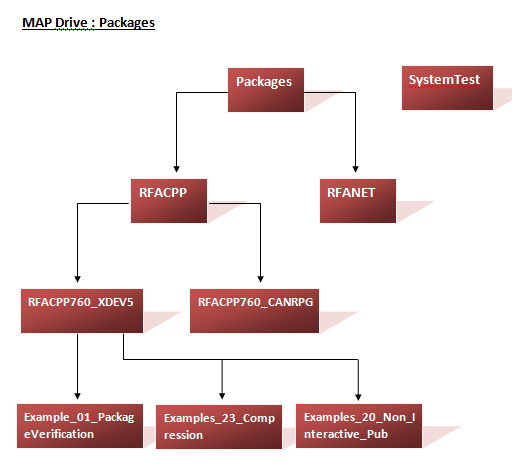 MAP Drive : Packages
Packages
SystemTest
RFACPP
RFANET
RFACPP760_XDEV5
RFACPP760_CANRPG
Example_01_Packag
eVerification
Examples_23_Comp
ression
Examples_20_Non_I
nteractive_Pub